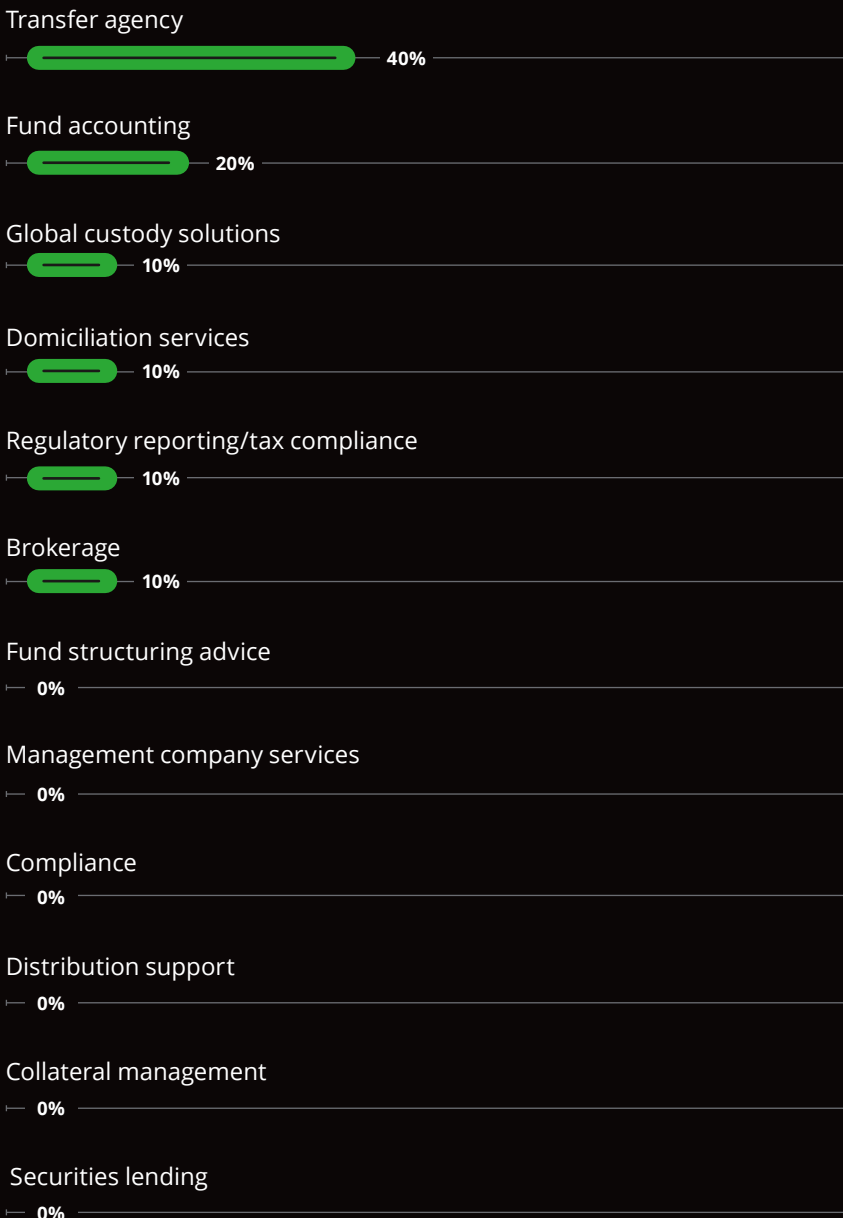 Transfer agency
40%
Fund accounting
20%
Global custody solutions
10%
Domiciliation services
10%
Regulatory reporting/tax compliance
10%
Brokerage
10%
Fund structuring advice
0%
Management company services
0%
Compliance
0%
Distribution support
0%
Collateral management
0%
Securities lending
0%